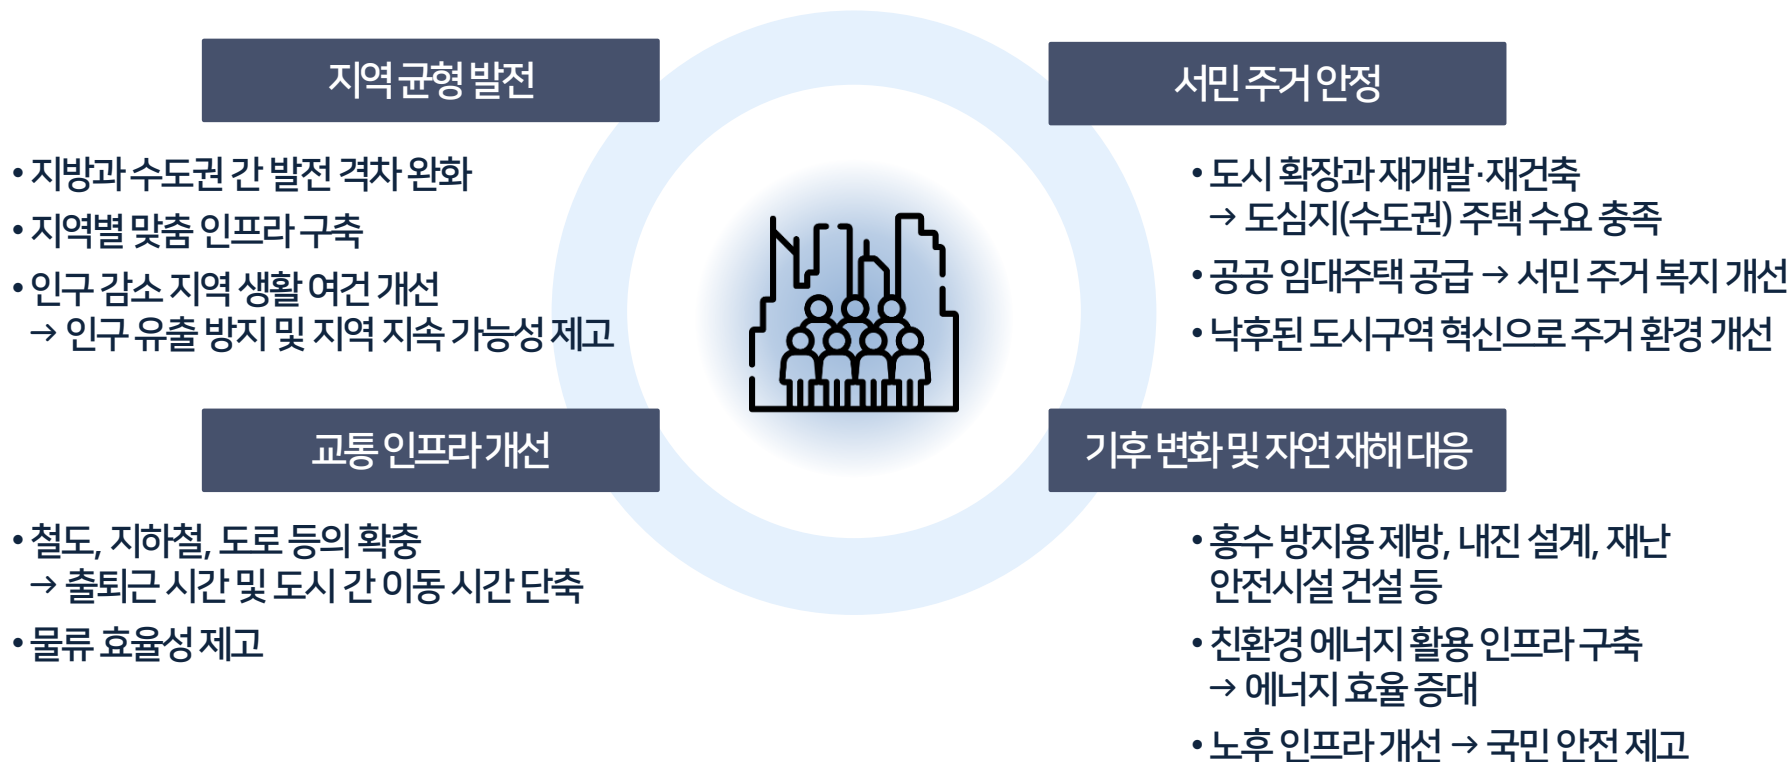 지역 균형 발전
• 지방과 수도권 간 발전 격차 완화
• 지역별 맞춤 인프라 구축
• 인구 감소 지역 생활 여건 개선
→ 인구 유출 방지 및 지역 지속 가능성 제고
서민 주거 안정
• 도시 확장과 재개발·재건축
→ 도심지(수도권) 주택 수요 충족
• 공공 임대주택 공급 → 서민 주거 복지 개선
• 낙후된 도시구역 혁신으로 주거 환경 개선
교통 인프라 개선
• 철도, 지하철, 도로 등의 확충
→ 출퇴근 시간 및 도시 간 이동 시간 단축
• 물류 효율성 제고
기후 변화 및 자연 재해 대응
• 홍수 방지용 제방, 내진 설계, 재난
안전시설 건설 등
• 친환경 에너지 활용 인프라 구축
→ 에너지 효율 증대
• 노후 인프라 개선 → 국민 안전 제고